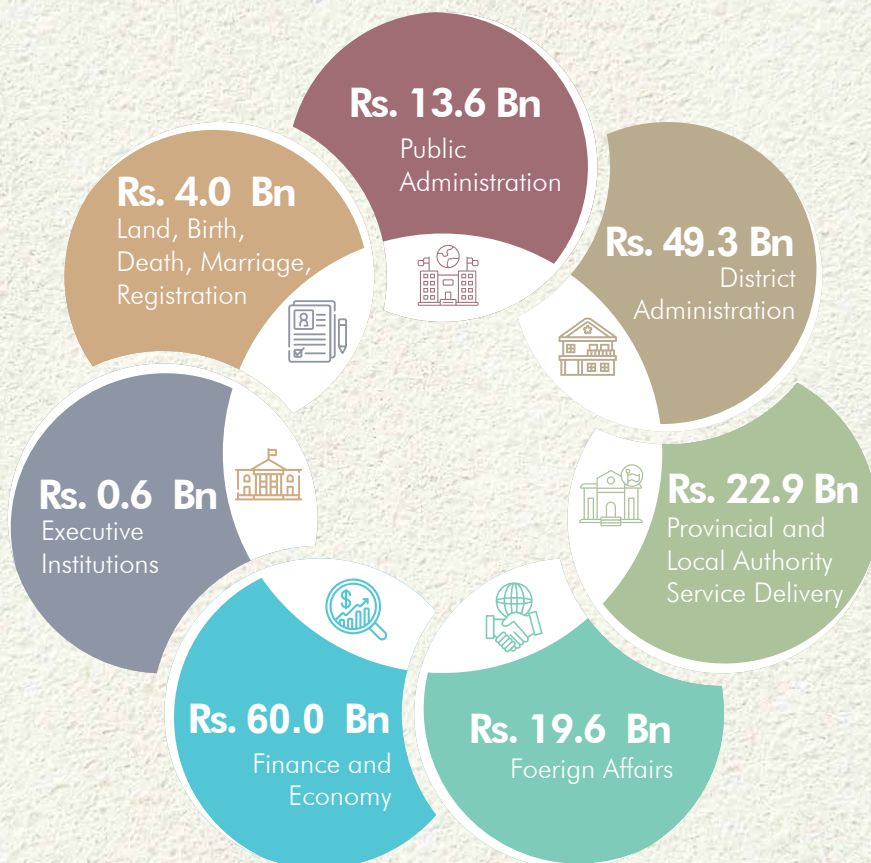 Rs. 13.6 Bn
Public
Administration
Rs. 49.3 Bn
District
Administration
Rs. 22.9 Bn
Provincial and
Local Authority
Service Delivery
Rs. 19.6 Bn
Foerign Affairs
Rs. 60.0 Bn
Finance and
Economy
Rs. 0.6 Bn
Executive
Institutions
Rs. 4.0 Bn
Land, Birth,
Death, Marriage,
Registration